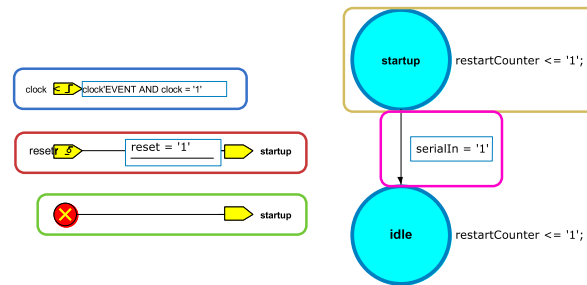 clock
clock'EVENT AND clock = '1'
reset
reset = '1'
startup
startup
startup
restartCounter <= '1';
serialIn = '1'
idle
restartCounter <= '1';